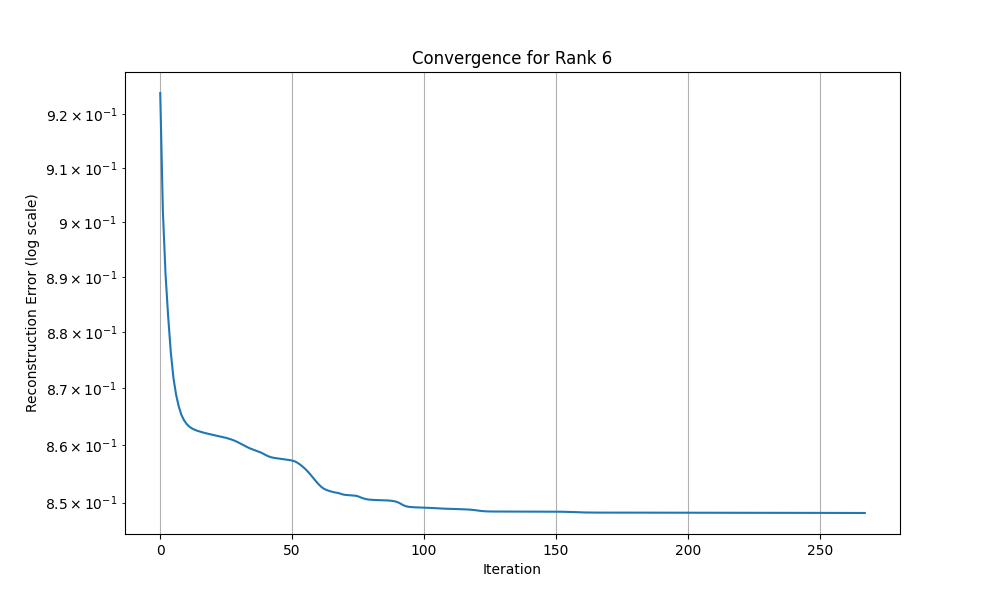 Convergence for Rank 6
Reconstruction Error (log scale)
9.2 × 10⁻¹
9.1 × 10⁻¹
9 × 10⁻¹
8.9 × 10⁻¹
8.8 × 10⁻¹
8.7 × 10⁻¹
8.6 × 10⁻¹
8.5 × 10⁻¹
0 50 100 150 200 250
Iteration